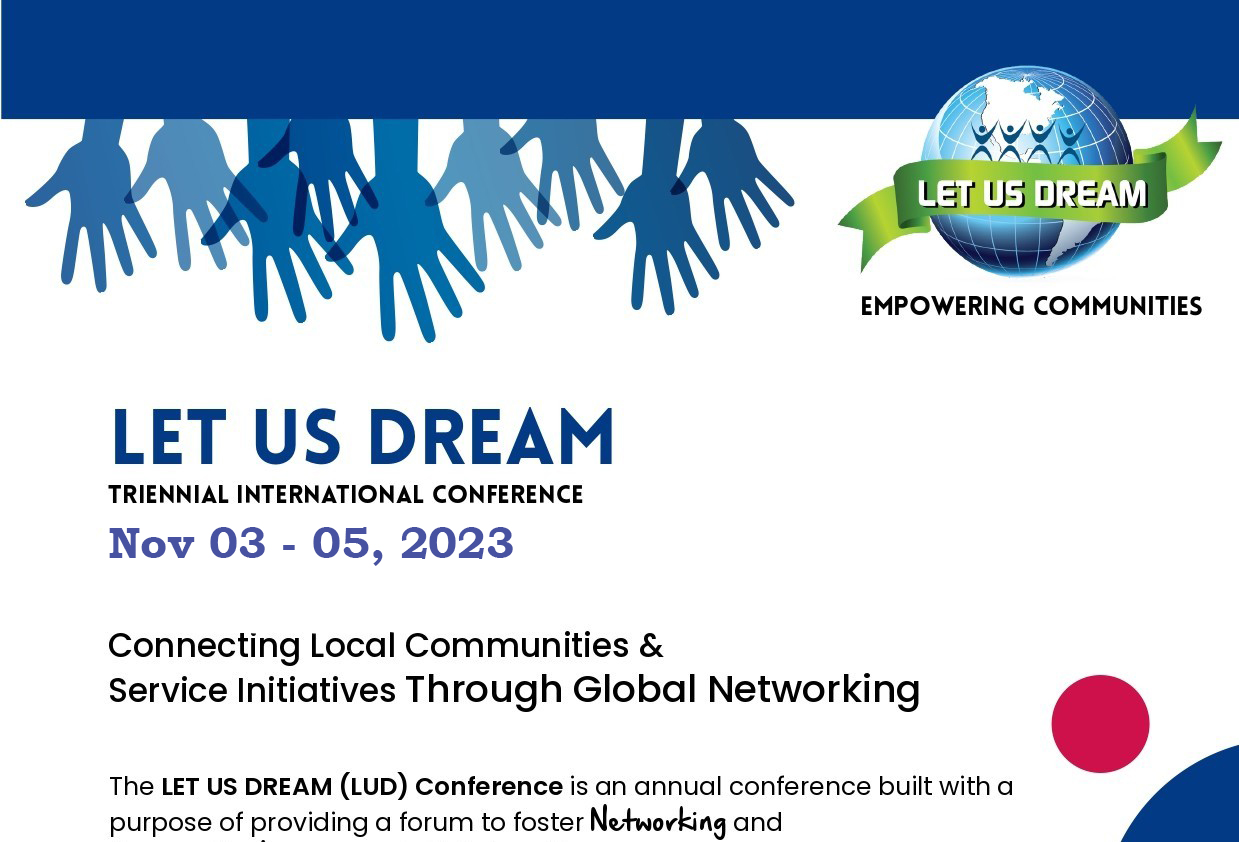 LET US DREAM
EMPOWERING COMMUNITIES
LET US DREAM
TRIENNIAL INTERNATIONAL CONFERENCE
Nov 03 - 05, 2023
Connecting Local Communities &
Service Initiatives Through Global Networking
The LET US DREAM (LUD) Conference is an annual conference built with a
purpose of providing a forum to foster Networking and